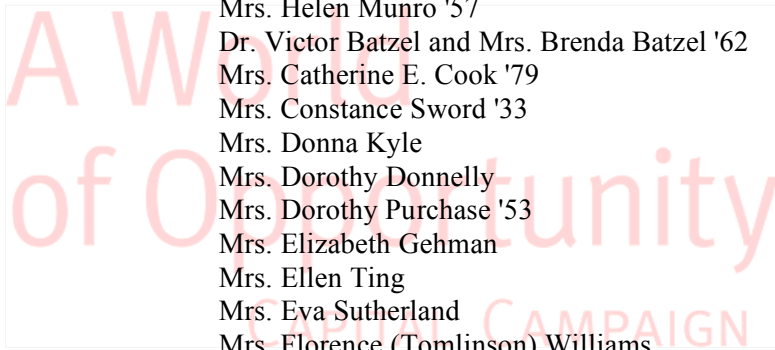 Mrs. Helen Munro '57
Dr. Victor Batzel and Mrs. Brenda Batzel '62
Mrs. Catherine E. Cook '79
Mrs. Constance Sword '33
Mrs. Donna Kyle
Mrs. Dorothy Donnelly
Mrs. Dorothy Purchase '53
Mrs. Elizabeth Gehman
Mrs. Ellen Ting
Mrs. Eva Sutherland
Mrs. Florence (Tomlinson) Williams
A World
of Opportunity
CAPITAL CAMPAIGN